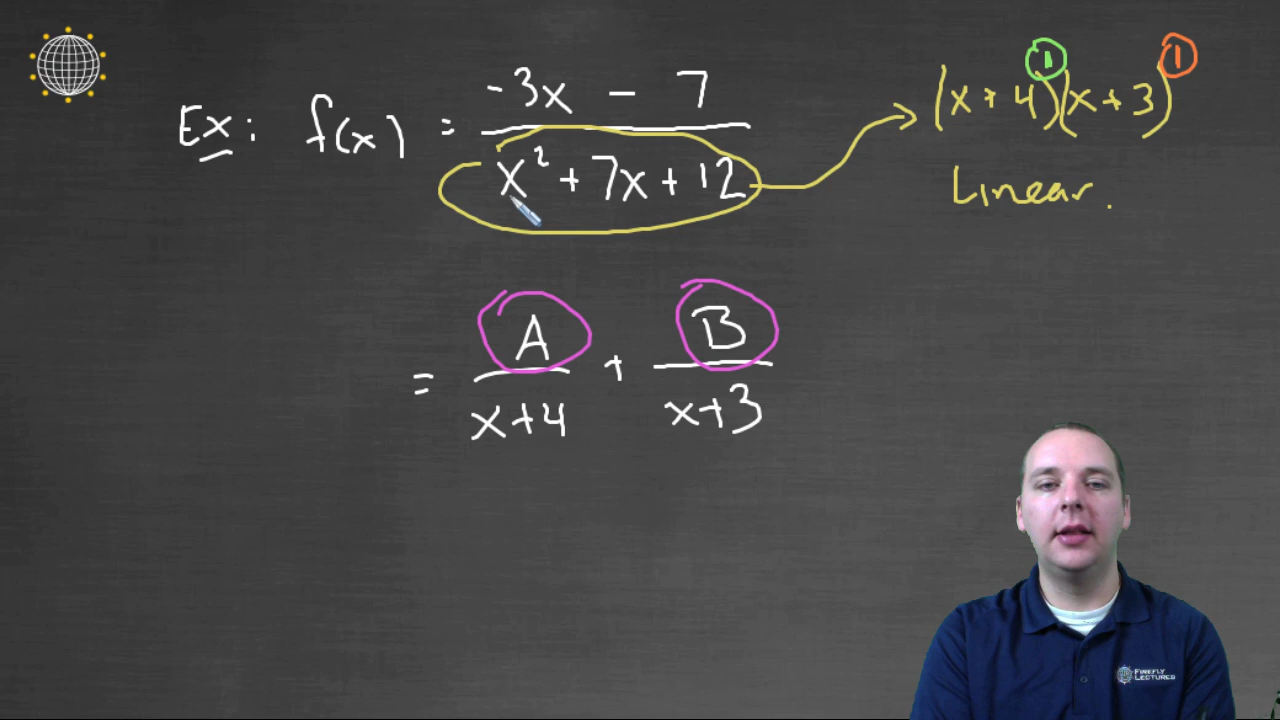 Ex: f(x) = (-3x - 7)/(x² + 7x + 12) → (x + 4)^1 (x + 3)^1
Linear.
= A/(x+4) + B/(x+3)
FIREFLY
LECTURES